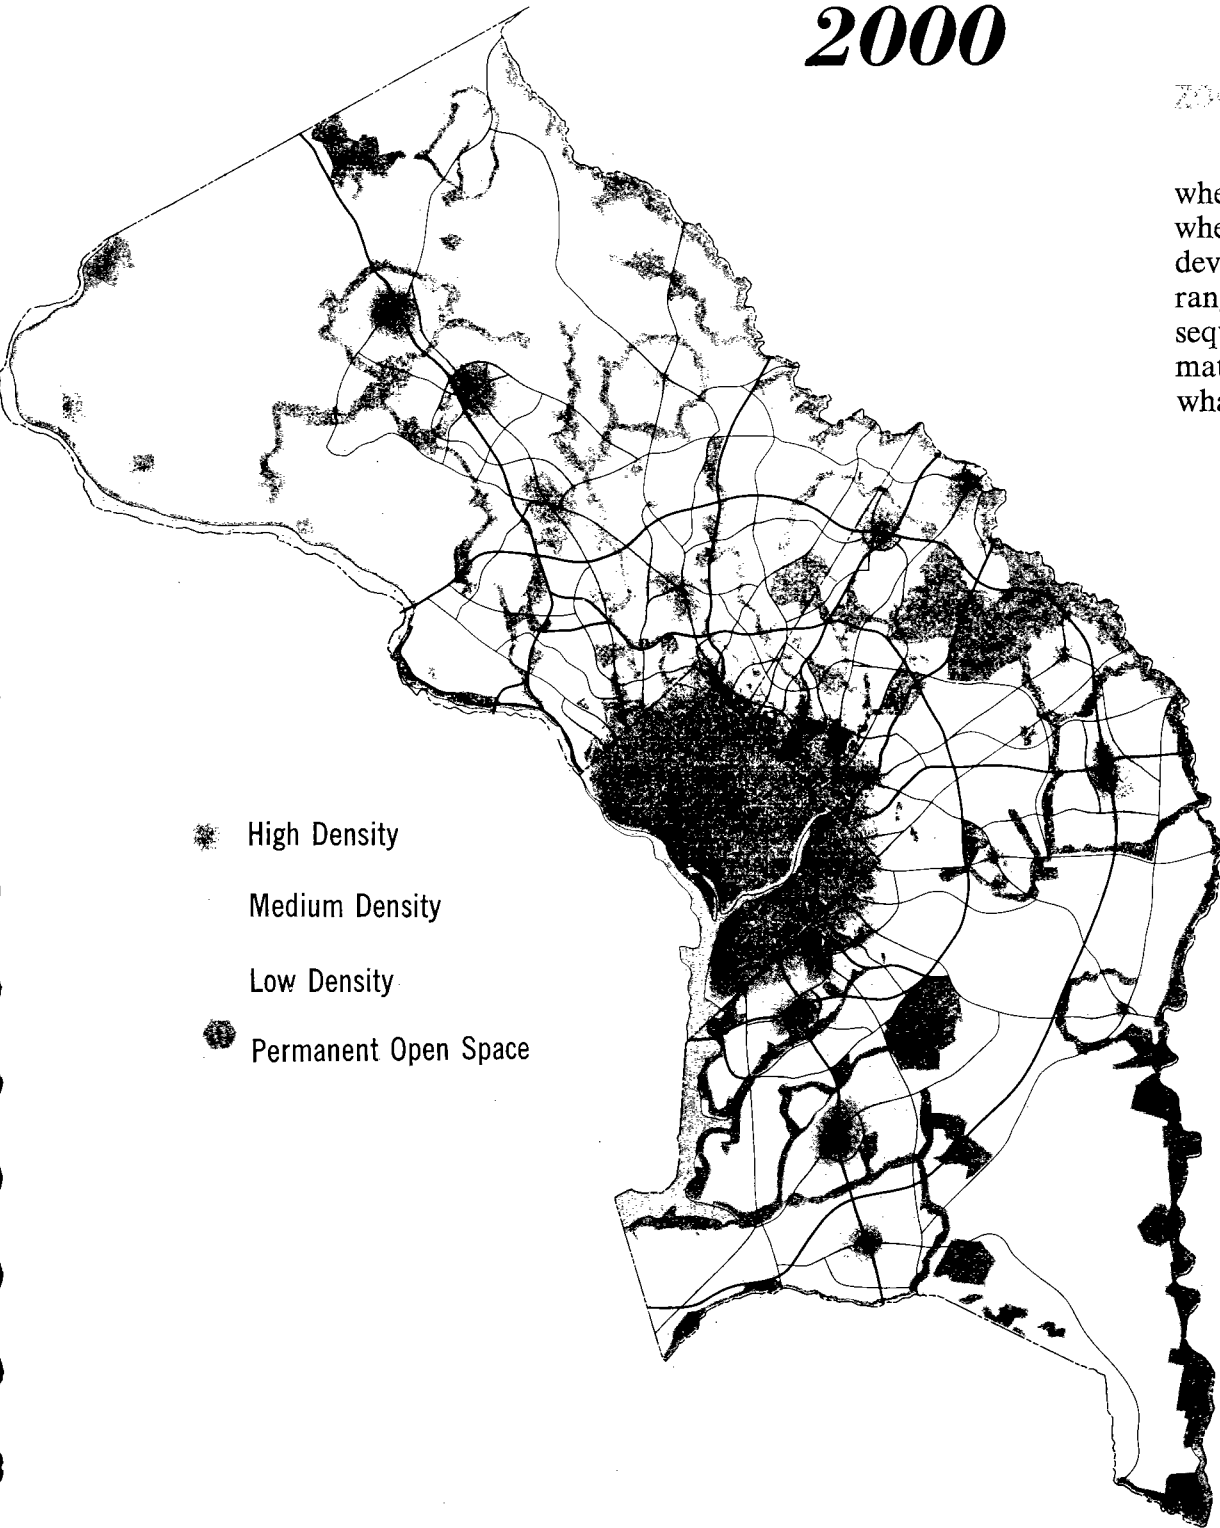 2000
whe
whe
dev
ran
seq
mat
wha
High Density
Medium Density
Low Density
Permanent Open Space